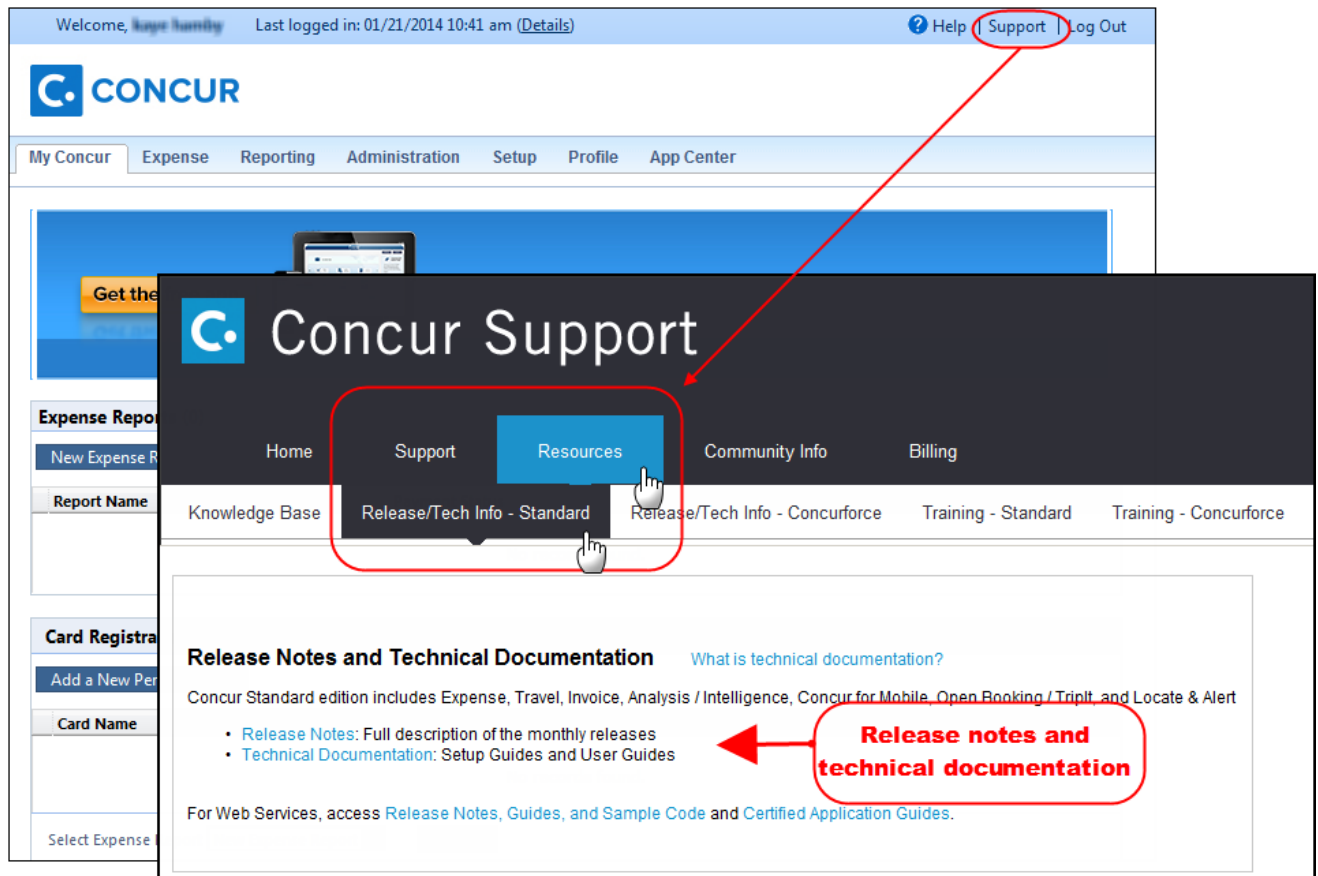 Welcome,
Last logged in: 01/21/2014 10:41 am (Details)
Help | Support | Log Out
C. CONCUR
My Concur Expense Reporting Administration Setup Profile App Center
Get the
C. Concur Support
Home Support Resources Community Info Billing
Knowledge Base Release/Tech Info - Standard Release/Tech Info - Concurforce Training - Standard Training - Concurforce
Expense Repor
New Expense R
Report Name
Card Registra
Add a New Per
Card Name
Select Expense
Release Notes and Technical Documentation What is technical documentation?
Concur Standard edition includes Expense, Travel, Invoice, Analysis / Intelligence, Concur for Mobile, Open Booking / TripIt, and Locate & Alert
• Release Notes: Full description of the monthly releases
• Technical Documentation: Setup Guides and User Guides
Release notes and
technical documentation
For Web Services, access Release Notes, Guides, and Sample Code and Certified Application Guides.